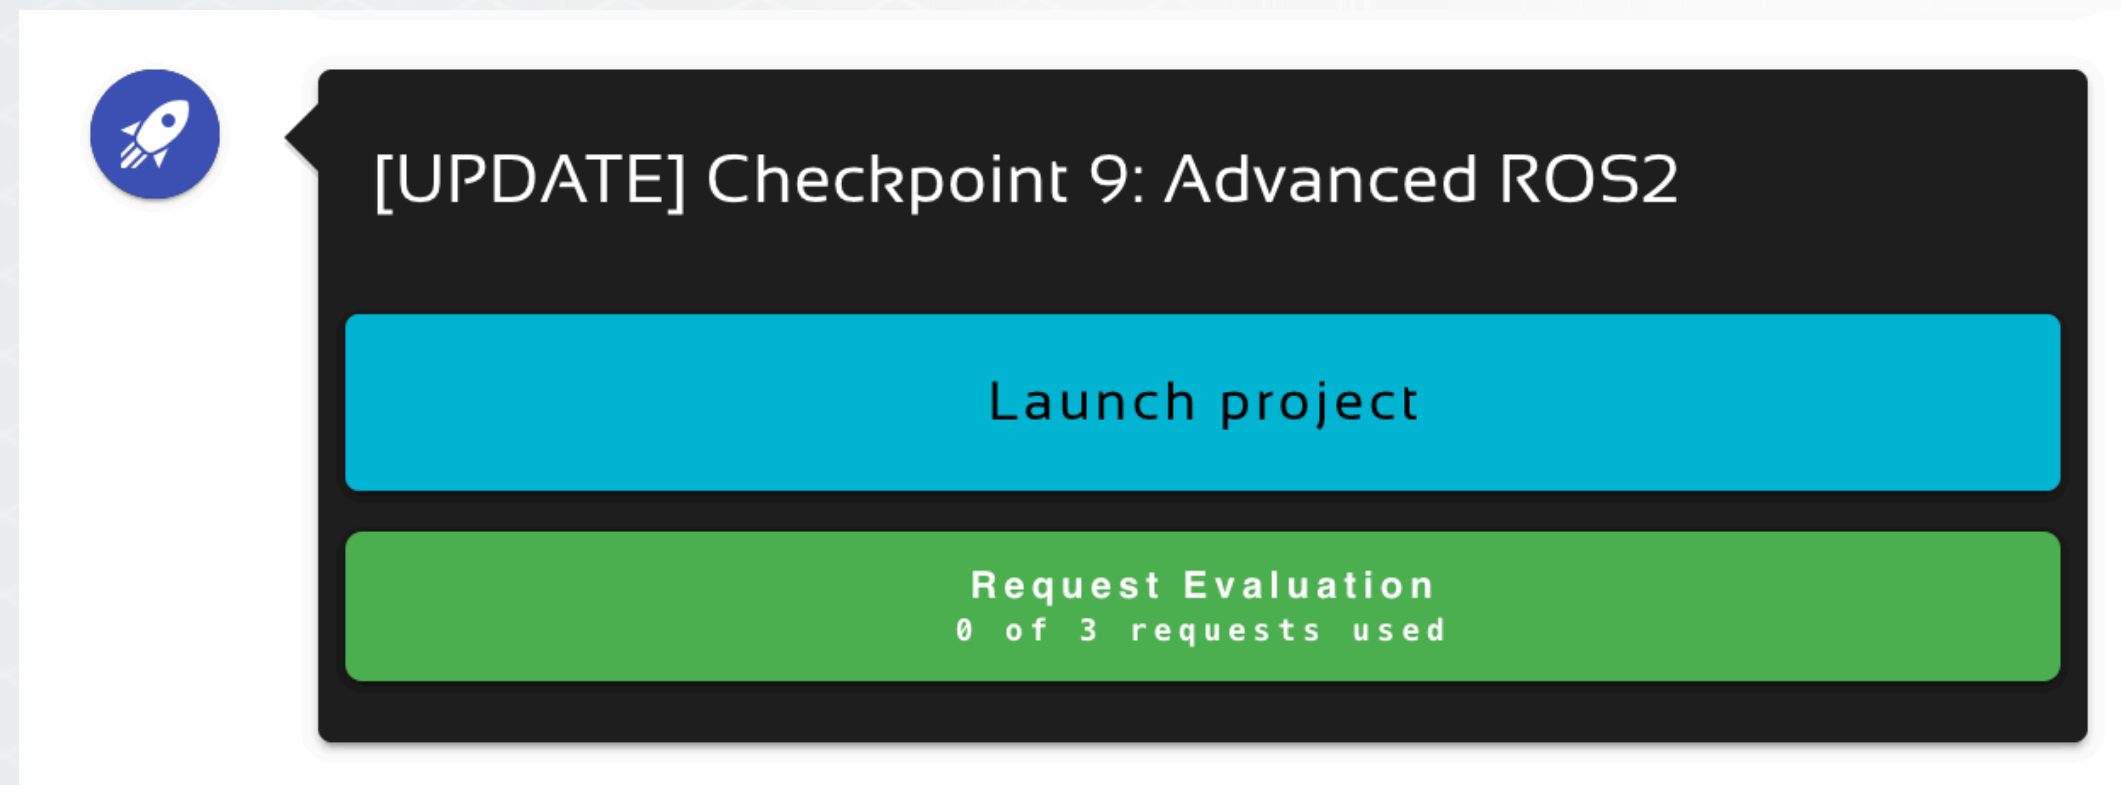 [UPDATE] Checkpoint 9: Advanced ROS2
Launch project
Request Evaluation
0 of 3 requests used